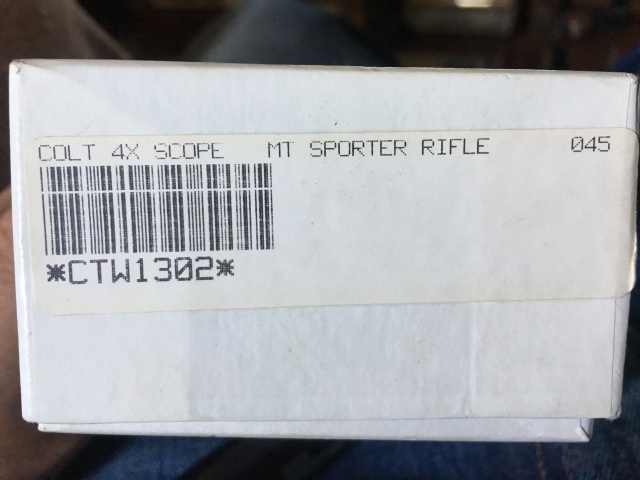 COLT 4X SCOPE MT SPORTER RIFLE 045
*CTW1302*